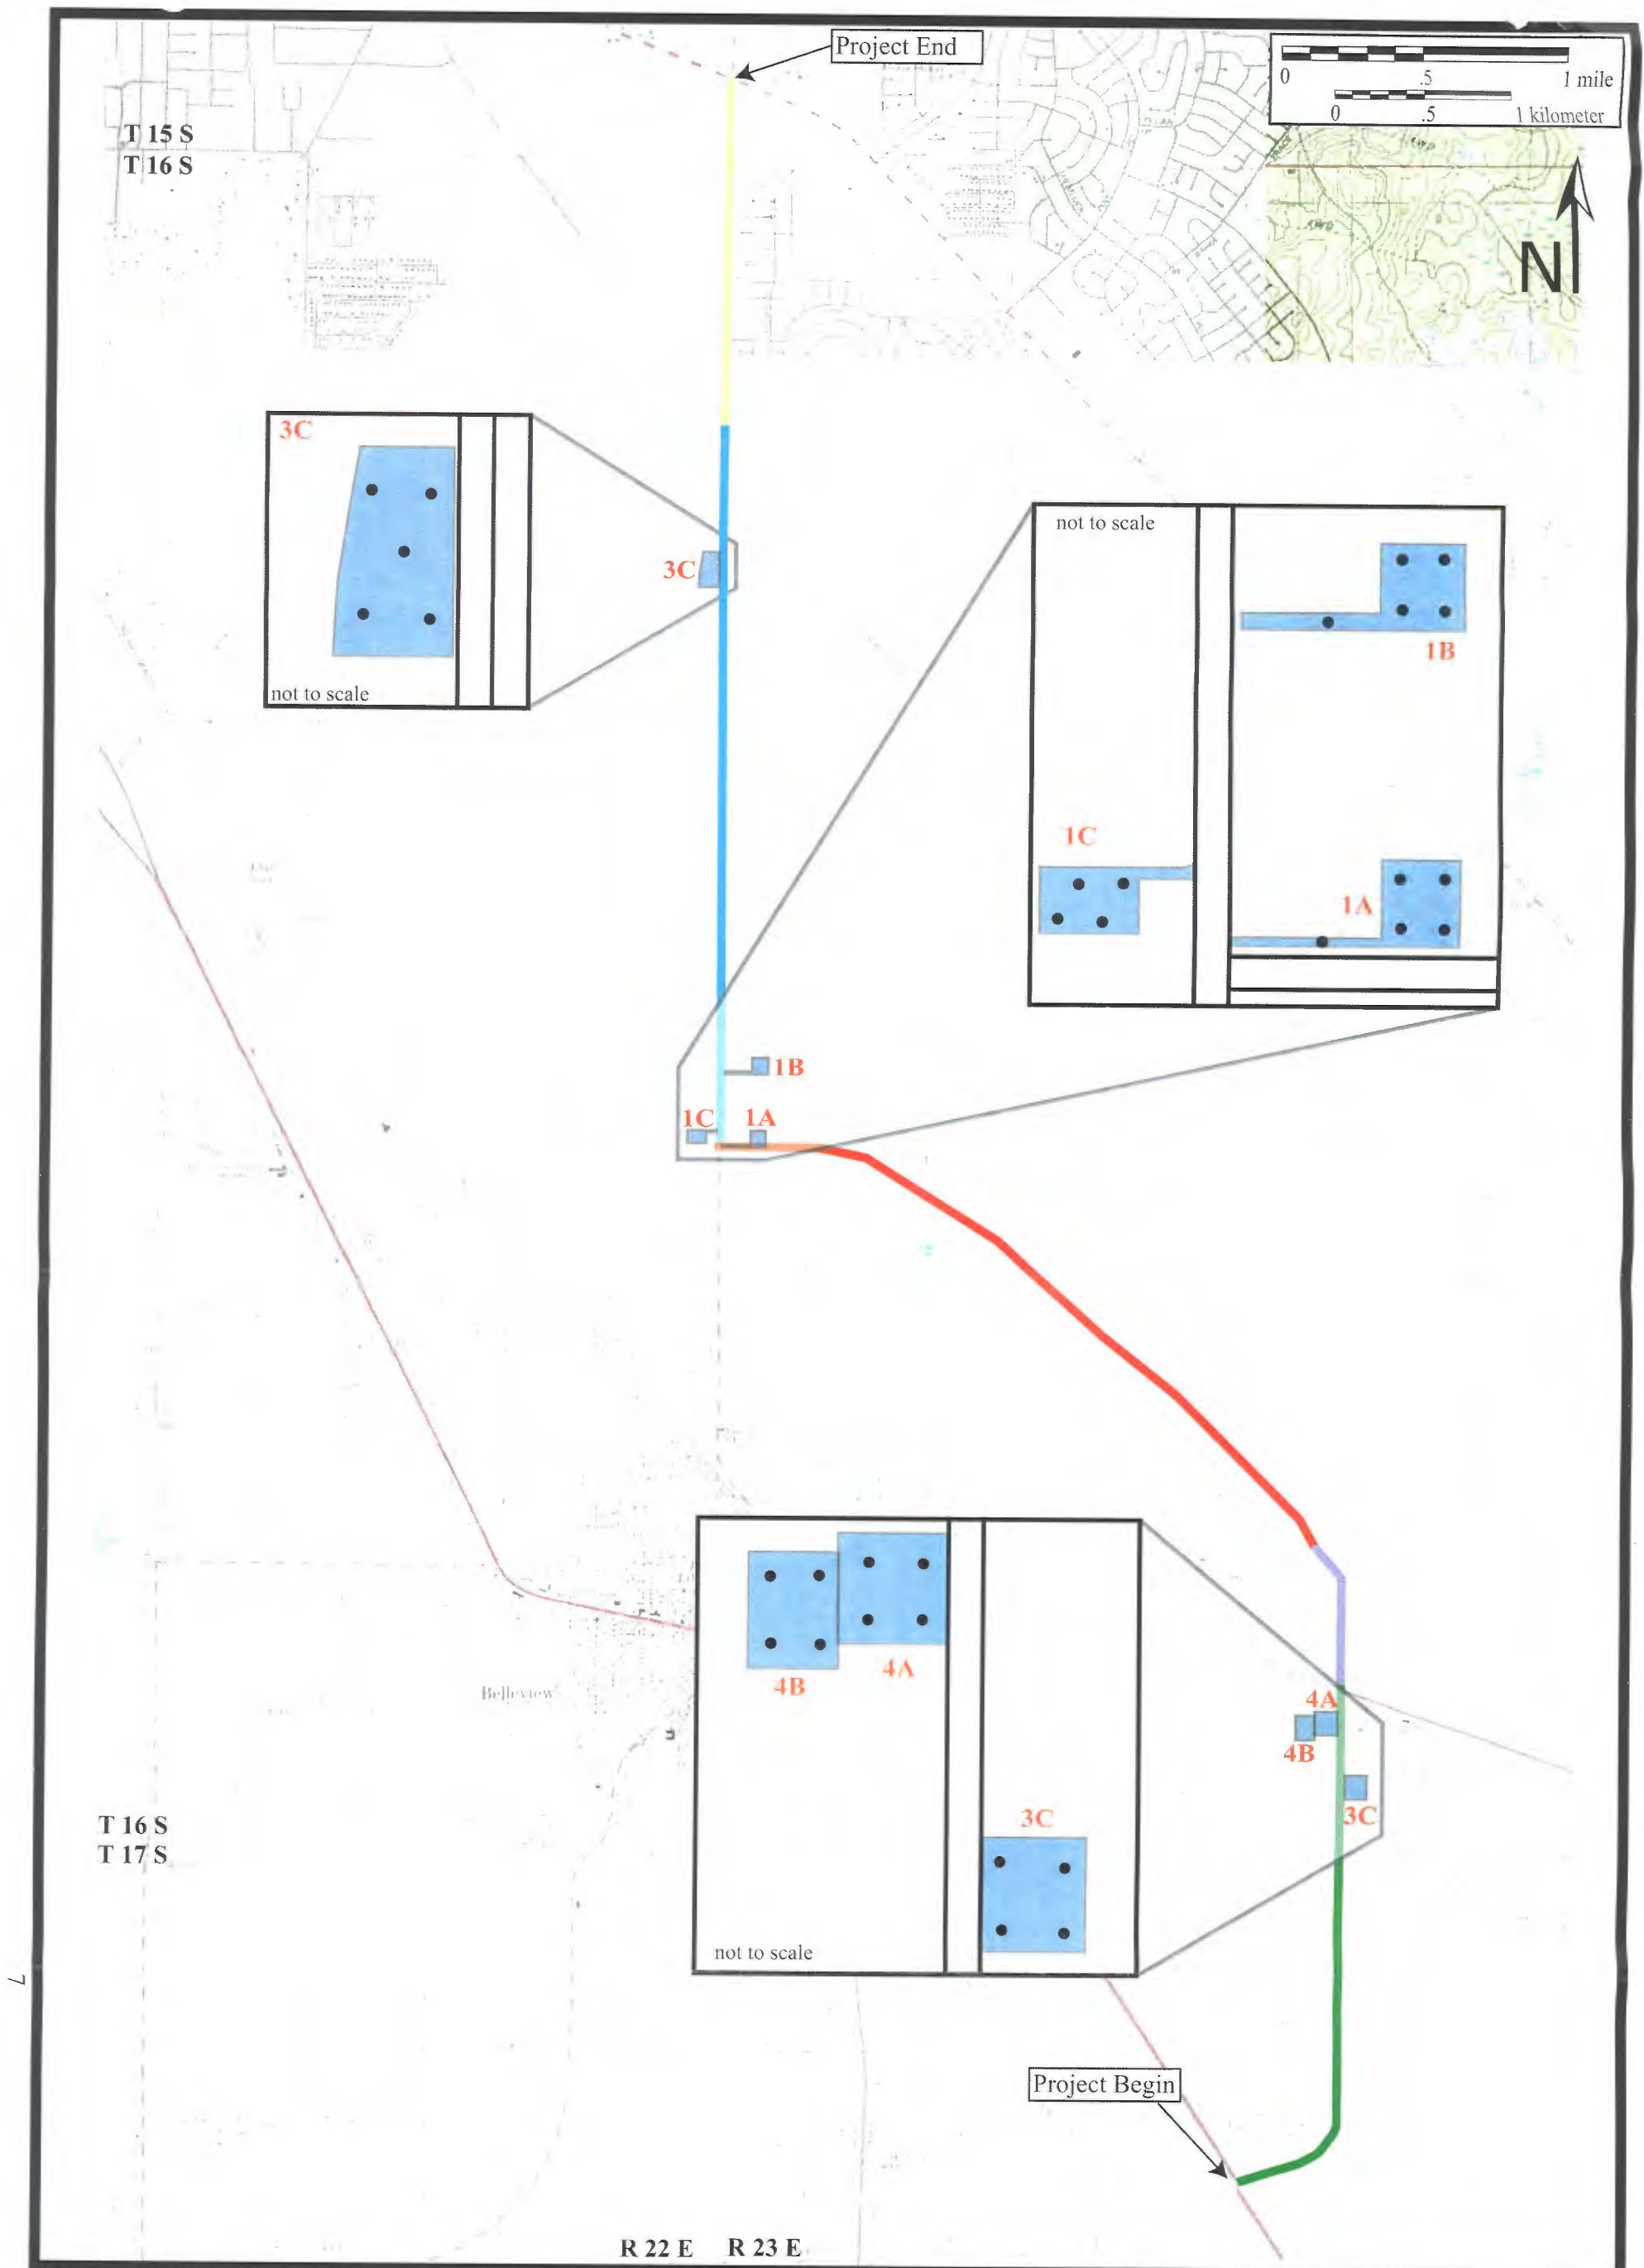 Project End
0 .5 1 mile
0 .5 1 kilometer
T 15 S
T 16 S
N
3C
not to scale
3C
not to scale
1B
1C
1A
1B
1C
1A
4B
4A
3C
not to scale
4A
4B
3C
Belleview
T 16 S
T 17 S
7
Project Begin
R 22 E R 23 E